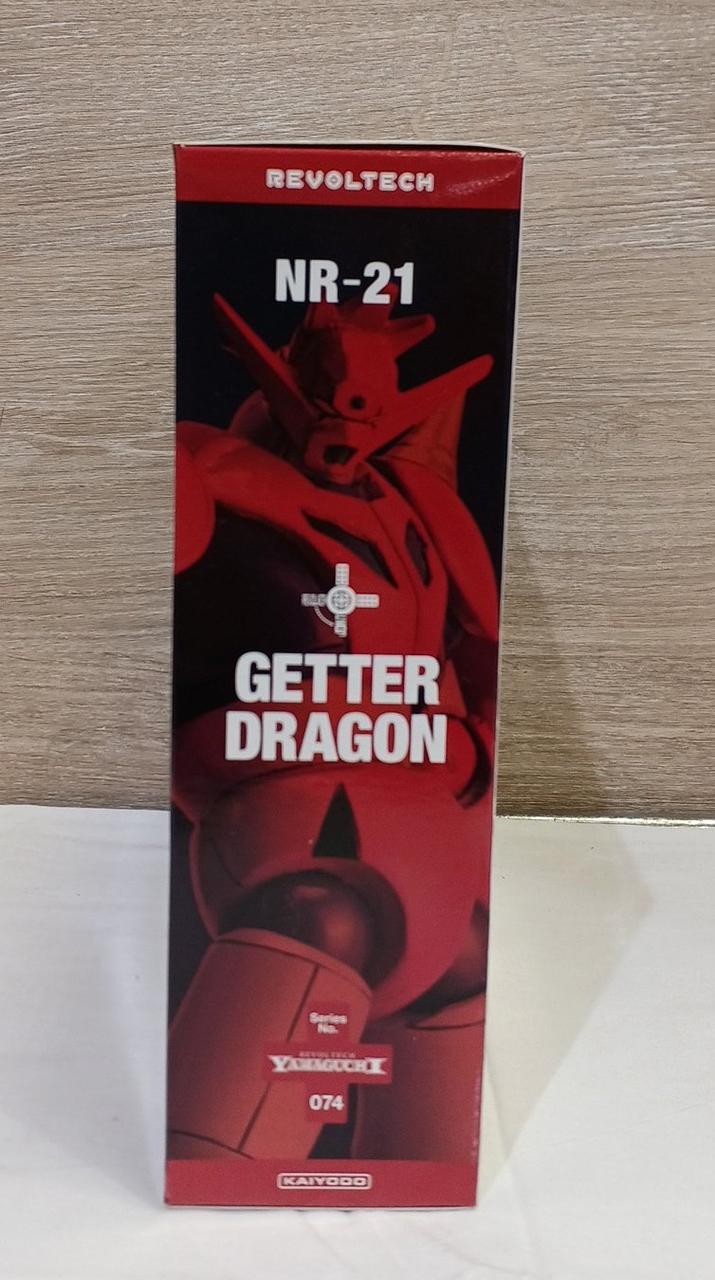 REVOLTECH
NR-21
GETTER
DRAGON
Series
No.
REVOLTECH
YAMAGUCHI
074
KAIYODO